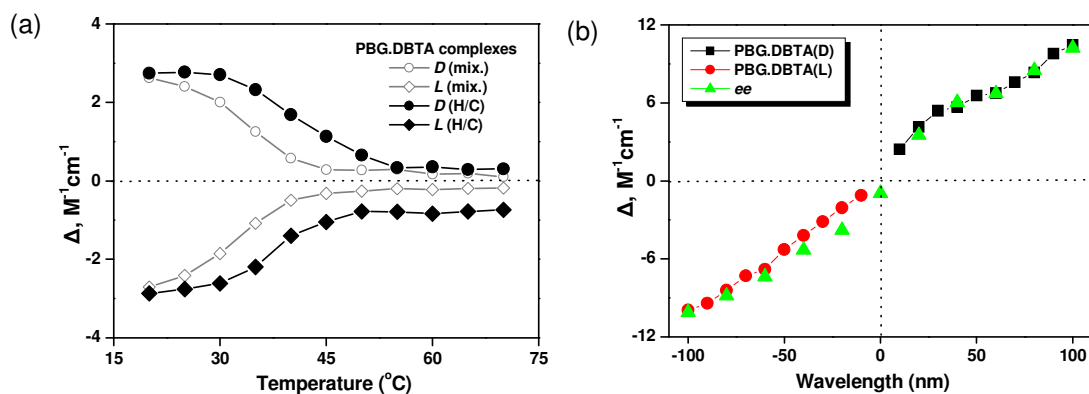 (a)
4
2
0
-2
-4
Δ, M⁻¹cm⁻¹
PBG.DBTA complexes
D (mix.)
L (mix.)
D (H/C)
L (H/C)
15 30 45 60 75
Temperature (°C)
(b)
12
6
0
-6
-12
Δ, M⁻¹cm⁻¹
PBG.DBTA(D)
PBG.DBTA(L)
ee
-100 -50 0 50 100
Wavelength (nm)